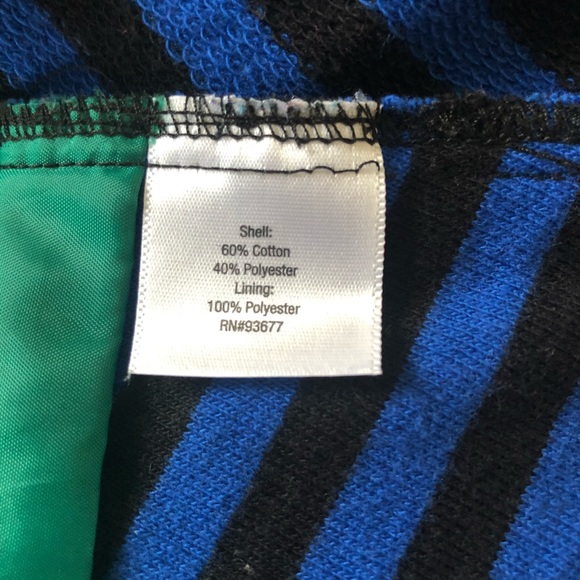 Shell:
60% Cotton
40% Polyester
Lining:
100% Polyester
RN#93677